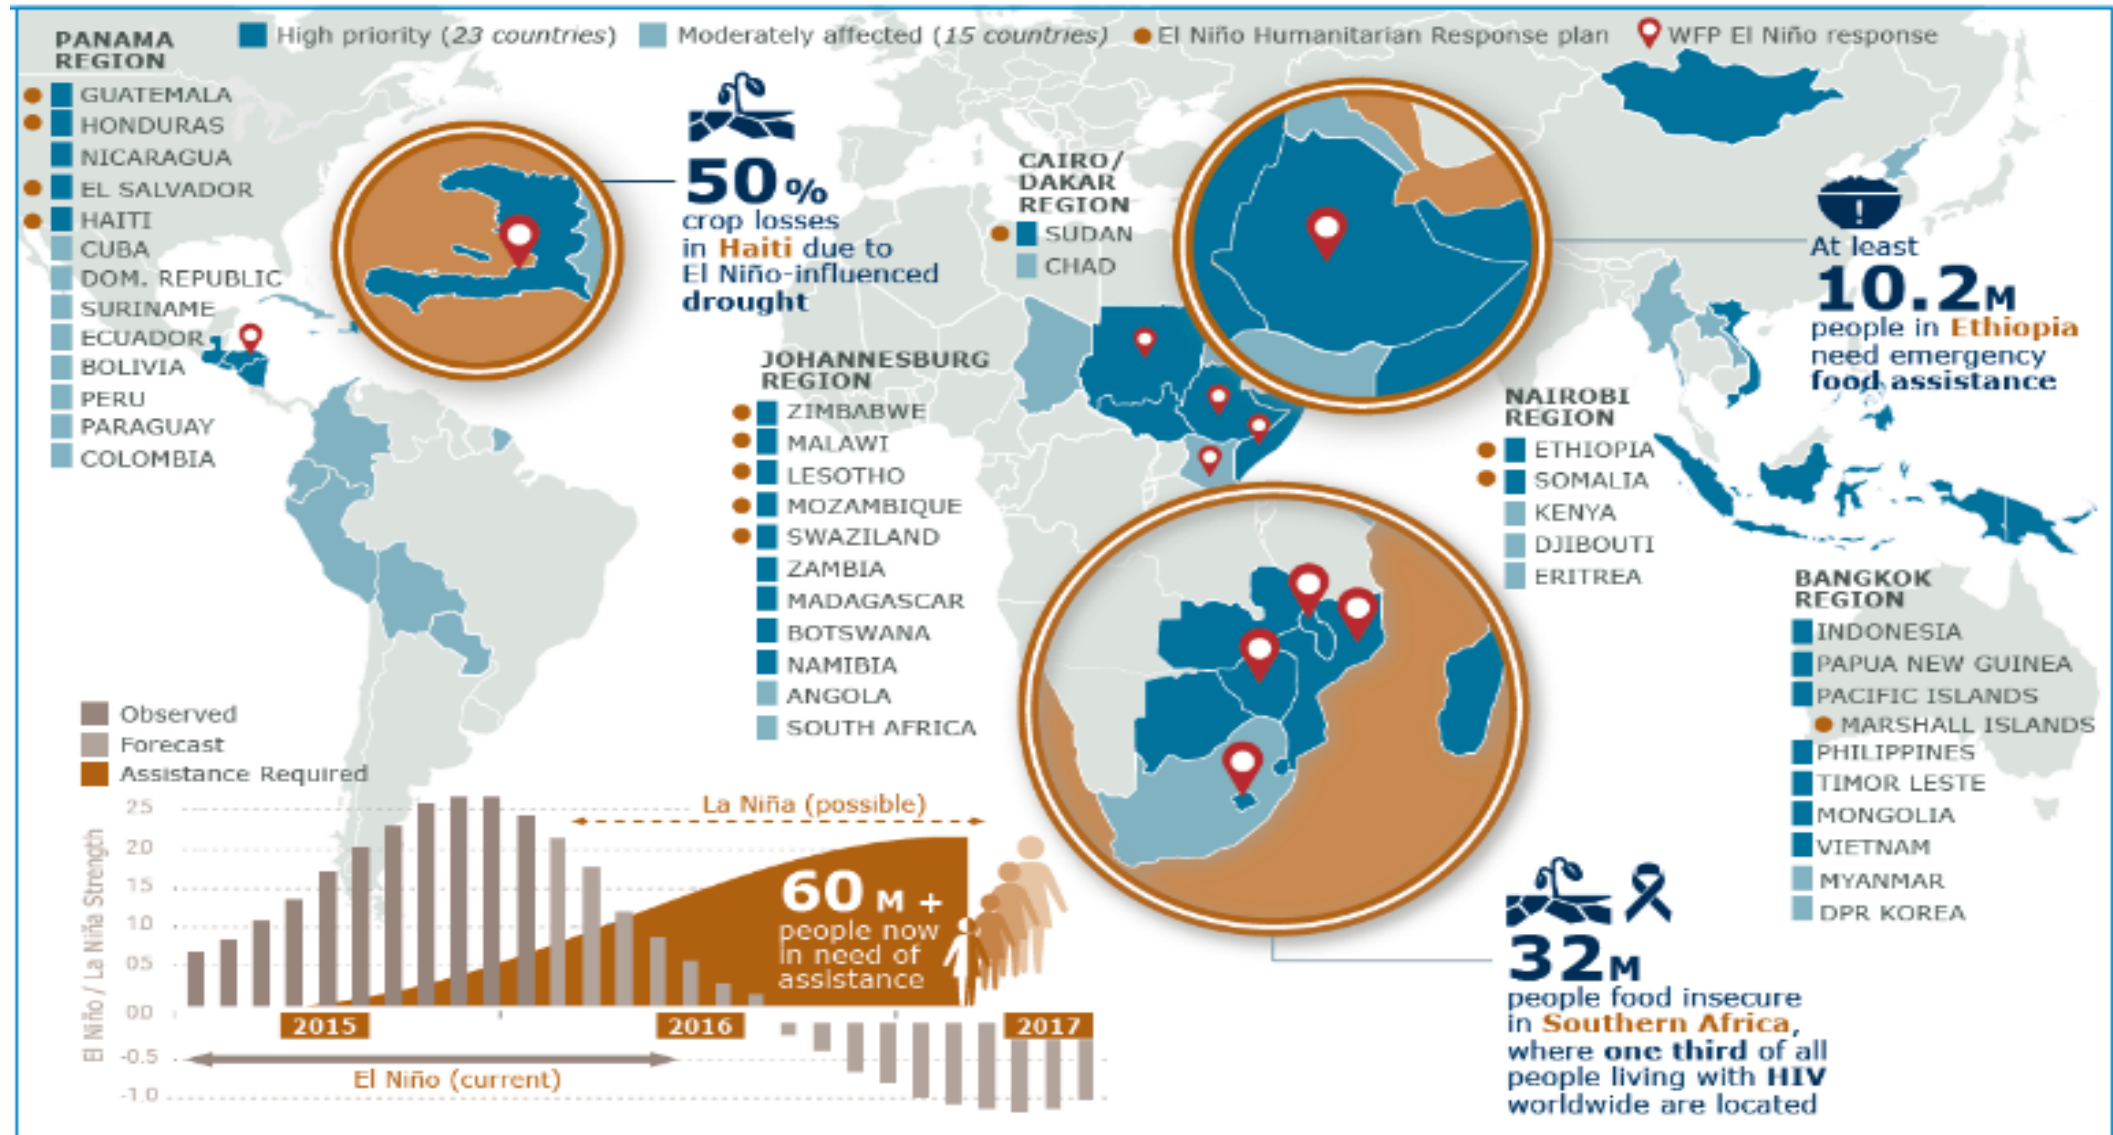 PANAMA
REGION
High priority (23 countries)
Moderately affected (15 countries)
El Niño Humanitarian Response plan
WFP El Niño response
GUATEMALA
HONDURAS
NICARAGUA
EL SALVADOR
HAITI
CUBA
DOM. REPUBLIC
SURINAME
ECUADOR
BOLIVIA
PERU
PARAGUAY
COLOMBIA
50%
crop losses
in Haiti due to
El Niño-influenced
drought
CAIRO/
DAKAR
REGION
SUDAN
CHAD
!
At least
10.2M
people in Ethiopia
need emergency
food assistance
JOHANNESBURG
REGION
ZIMBABWE
MALAWI
LESOTHO
MOZAMBIQUE
SWAZILAND
ZAMBIA
MADAGASCAR
BOTSWANA
NAMIBIA
ANGOLA
SOUTH AFRICA
NAIROBI
REGION
ETHIOPIA
SOMALIA
KENYA
DJIBOUTI
ERITREA
BANGKOK
REGION
INDONESIA
PAPUA NEW GUINEA
PACIFIC ISLANDS
MARSHALL ISLANDS
PHILIPPINES
TIMOR LESTE
MONGOLIA
VIETNAM
MYANMAR
DPR KOREA
Observed
Forecast
Assistance Required
El Niño / La Niña Strength
25
20
15
10
05
00
-0.5
-1.0
La Niña (possible)
60 M +
people now
in need of
assistance
2015
2016
2017
El Niño (current)
32M
people food insecure
in Southern Africa,
where one third of all
people living with HIV
worldwide are located